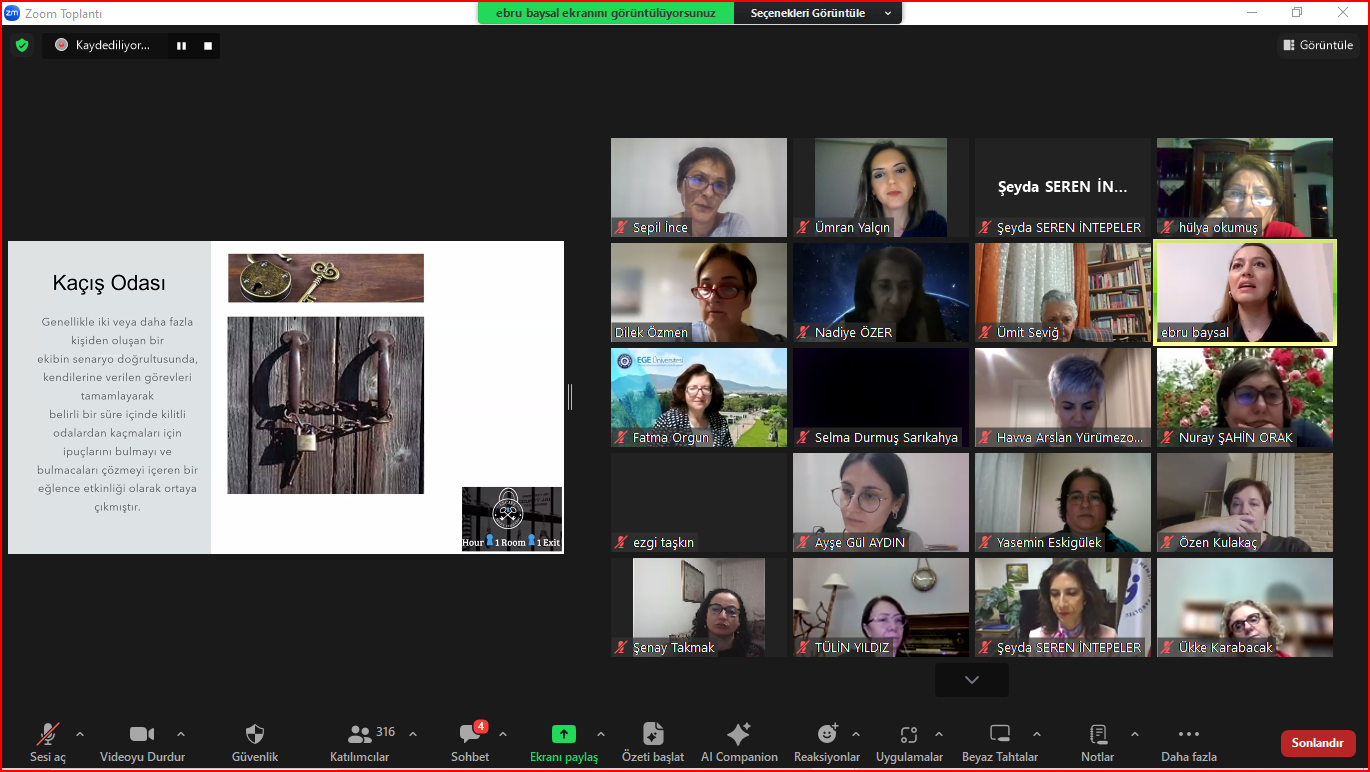 Zoom Toplantı
ebru baysal ekranını görüntülüyorsunuz
Seçenekleri Görüntüle
Kaydediliyor...
Görüntüle
Kaçış Odası
Genellikle iki veya daha fazla
kişiden oluşan bir
ekibin senaryo doğrultusunda,
kendilerine verilen görevleri
tamamlayarak
belirli bir süre içinde kilitli
odalardan kaçmaları için
ipuçlarını bulmayı ve
bulmacaları çözmeyi içeren bir
eğlence etkinliği olarak ortaya
çıkmıştır.
Hour 1 Room 1 Exit
Sepil İnce
Ümran Yalçın
Şeyda SEREN İN...
Şeyda SEREN İNTEPELER
hülya okumuş
Dilek Özmen
Nadiye ÖZER
Ümit Seviğ
ebru baysal
EGE Üniversitesi
Fatma Orgun
Selma Durmuş Sarıkahya
Havva Arslan Yürümezo...
Nuray ŞAHİN ORAK
ezgi taşkın
Ayşe Gül AYDIN
Yasemin Eskigülek
Özen Kulakaç
Şenay Takmak
TÜLİN YILDIZ
Şeyda SEREN İNTEPELER
Ükke Karabacak
Sesi aç
Videoyu Durdur
Güvenlik
316
Katılımcılar
4
Sohbet
Ekranı paylaş
Özeti başlat
AI Companion
Reaksiyonlar
Uygulamalar
Beyaz Tahtalar
Notlar
Daha fazla
Sonlandır